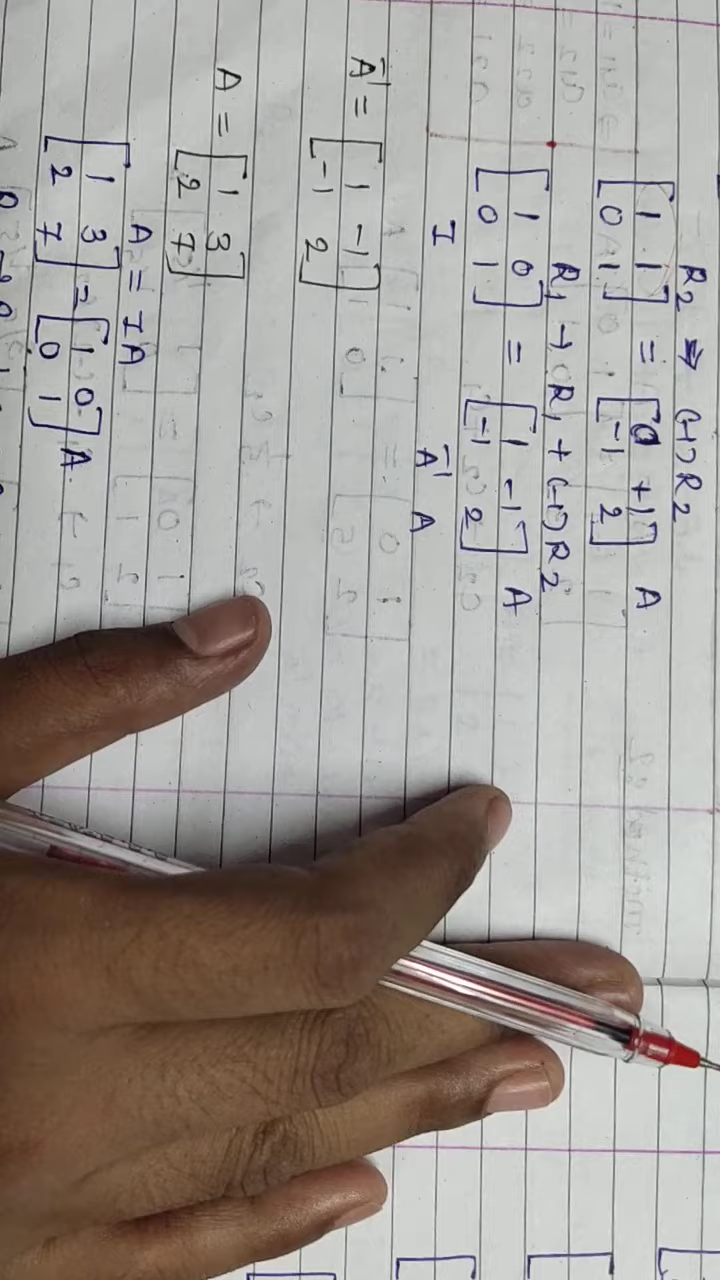 R₂ → (-1)R₂
[1 1] = [0 +1] A
[0 1] [-1 2]
R₁ → R₁ + (-1)R₂
[1 0] = [1 -1] A
[0 1] [-1 2]
I A⁻¹ A
A⁻¹ = [1 -1]
[-1 2]
A = [1 3]
[2 7]
A = IA
[1 3] = [1 0] A.
[2 7] [0 1]